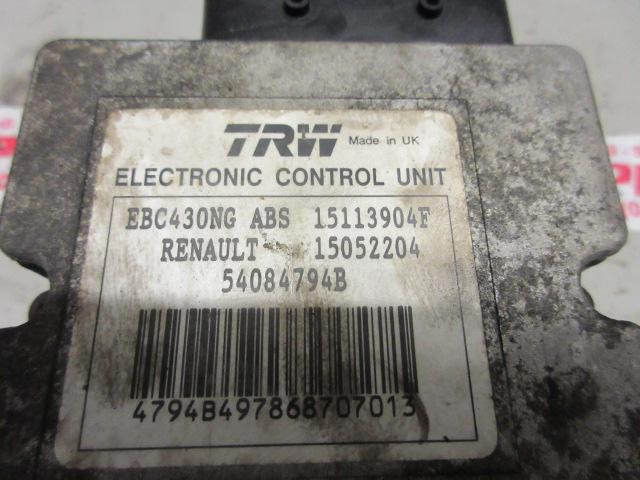 TRW Made in UK
ELECTRONIC CONTROL UNIT
EBC430NG ABS 15113904F
RENAULT 15052204
54084794B
4794B497868707013